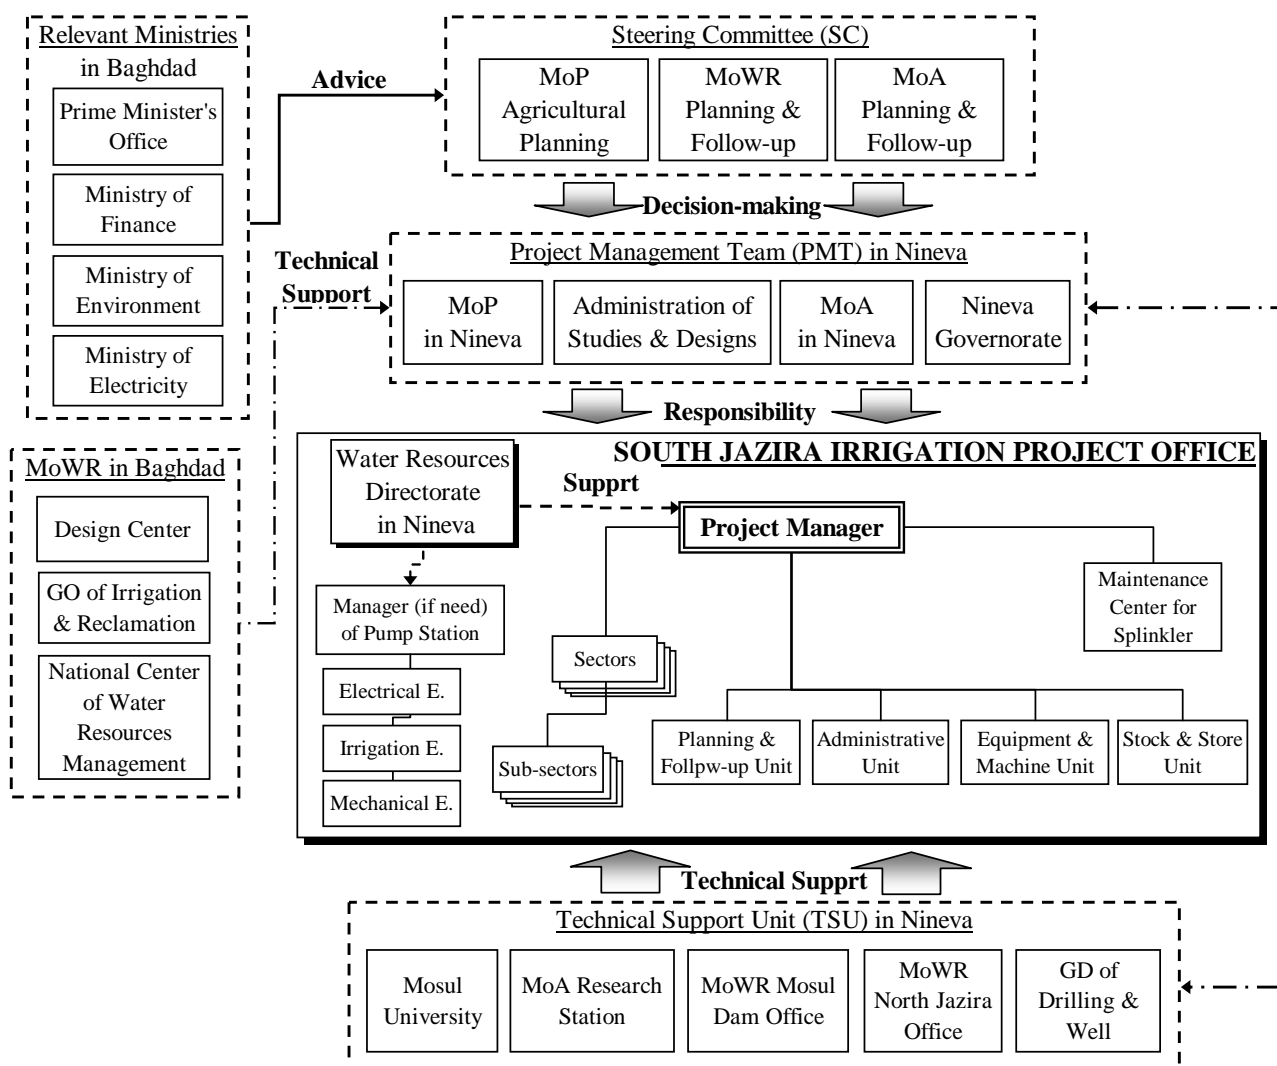 Relevant Ministries
in Baghdad
Prime Minister's
Office
Ministry of
Finance
Ministry of
Environment
Ministry of
Electricity
Advice
Steering Committee (SC)
MoP
Agricultural
Planning
MoWR
Planning &
Follow-up
MoA
Planning &
Follow-up
Decision-making
Technical
Support
Project Management Team (PMT) in Nineva
MoP
in Nineva
Administration of
Studies & Designs
MoA
in Nineva
Nineva
Governorate
Responsibility
MoWR in Baghdad
Design Center
GO of Irrigation
& Reclamation
National Center
of Water
Resources
Management
SOUTH JAZIRA IRRIGATION PROJECT OFFICE
Water Resources
Directorate
in Nineva
Supprt
Project Manager
Manager (if need)
of Pump Station
Electrical E.
Irrigation E.
Mechanical E.
Sectors
Sub-sectors
Maintenance
Center for
Splinkler
Planning &
Follpw-up Unit
Administrative
Unit
Equipment &
Machine Unit
Stock & Store
Unit
Technical Supprt
Technical Support Unit (TSU) in Nineva
Mosul
University
MoA Research
Station
MoWR Mosul
Dam Office
MoWR
North Jazira
Office
GD of
Drilling &
Well